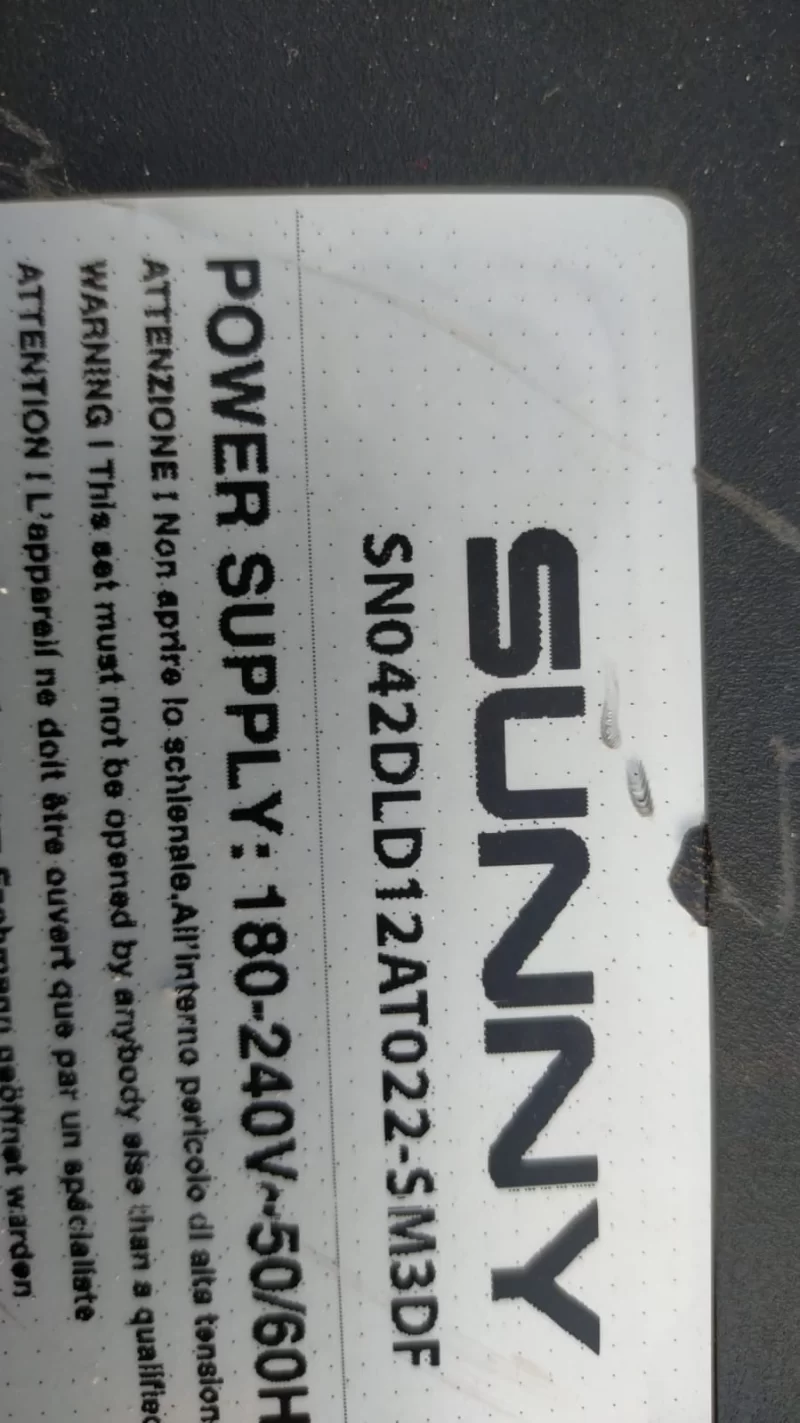 SUNNY
SN042DLD12AT022-SM3DF
POWER SUPPLY: 180-240V~50/60H
ATTENZIONE ! Non aprire lo schienale.All'interno pericolo di alta tension
WARNING ! This set must not be opened by anybody else than a qualified
ATTENTION ! L'appareil ne doit être ouvert que par un spécialiste
geöffnet warden